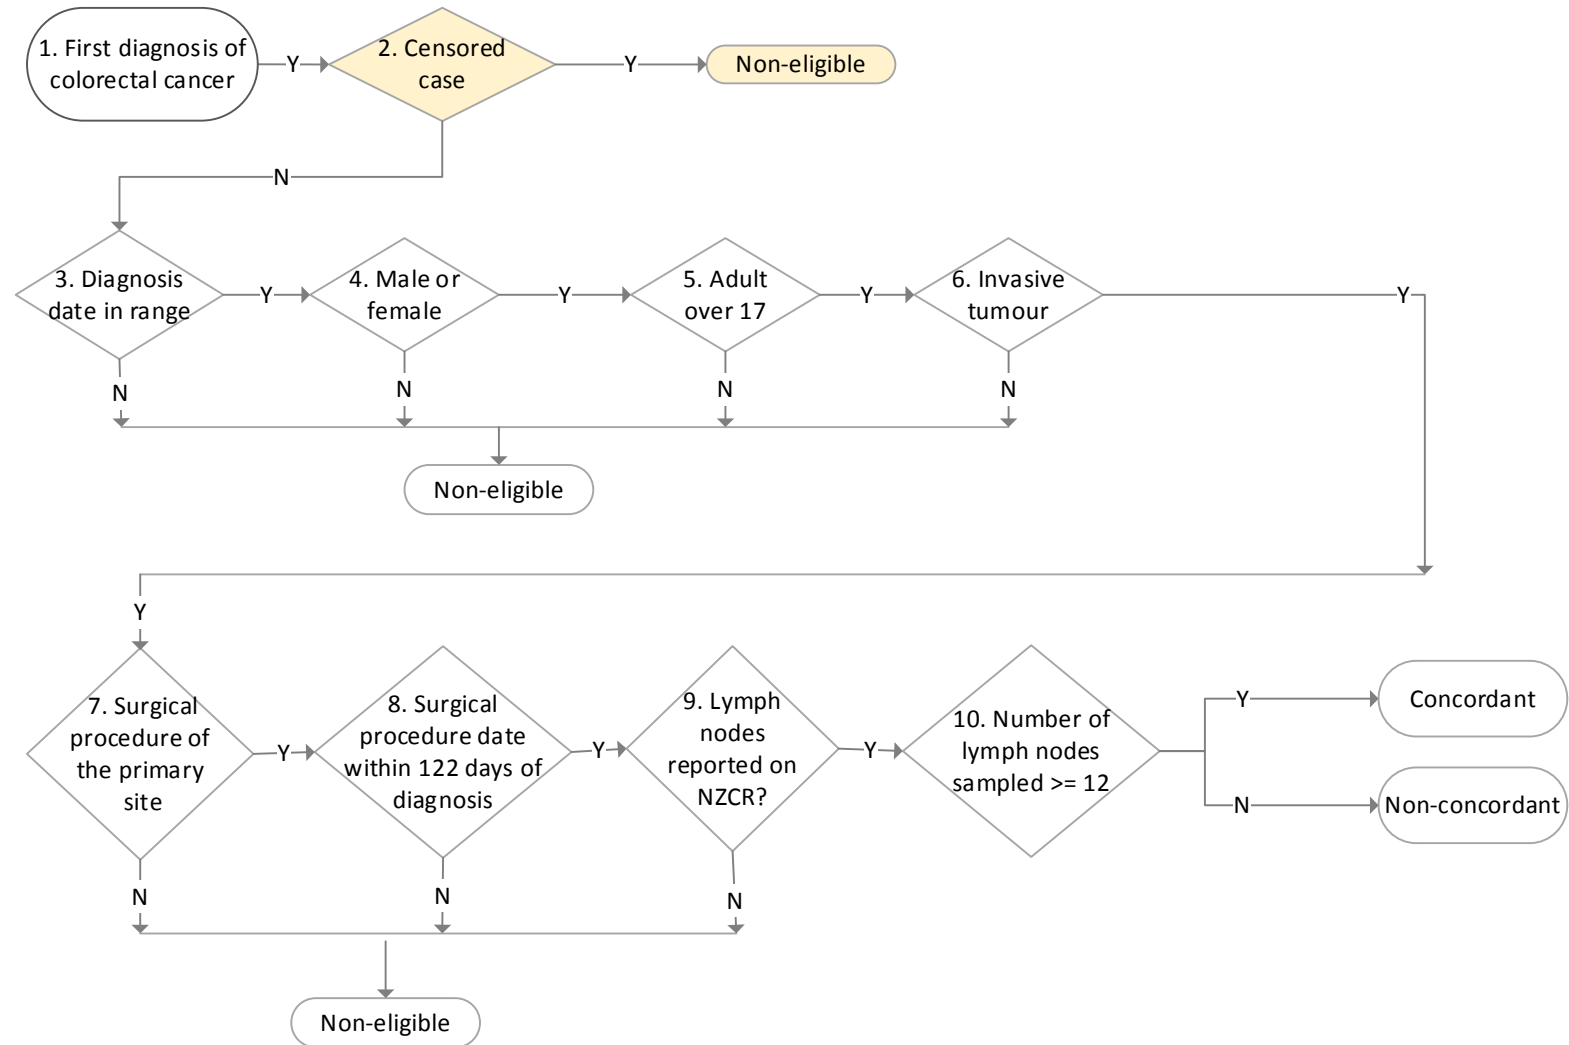 1. First diagnosis of
colorectal cancer
Y
2. Censored
case
Y
Non-eligible
N
3. Diagnosis
date in range
Y
4. Male or
female
Y
5. Adult
over 17
Y
6. Invasive
tumour
Y
N
N
N
N
Non-eligible
Y
7. Surgical
procedure of
the primary
site
Y
8. Surgical
procedure date
within 122 days of
diagnosis
Y
9. Lymph
nodes
reported on
NZCR?
Y
10. Number of
lymph nodes
sampled >= 12
Y
Concordant
N
Non-concordant
N
N
N
Non-eligible